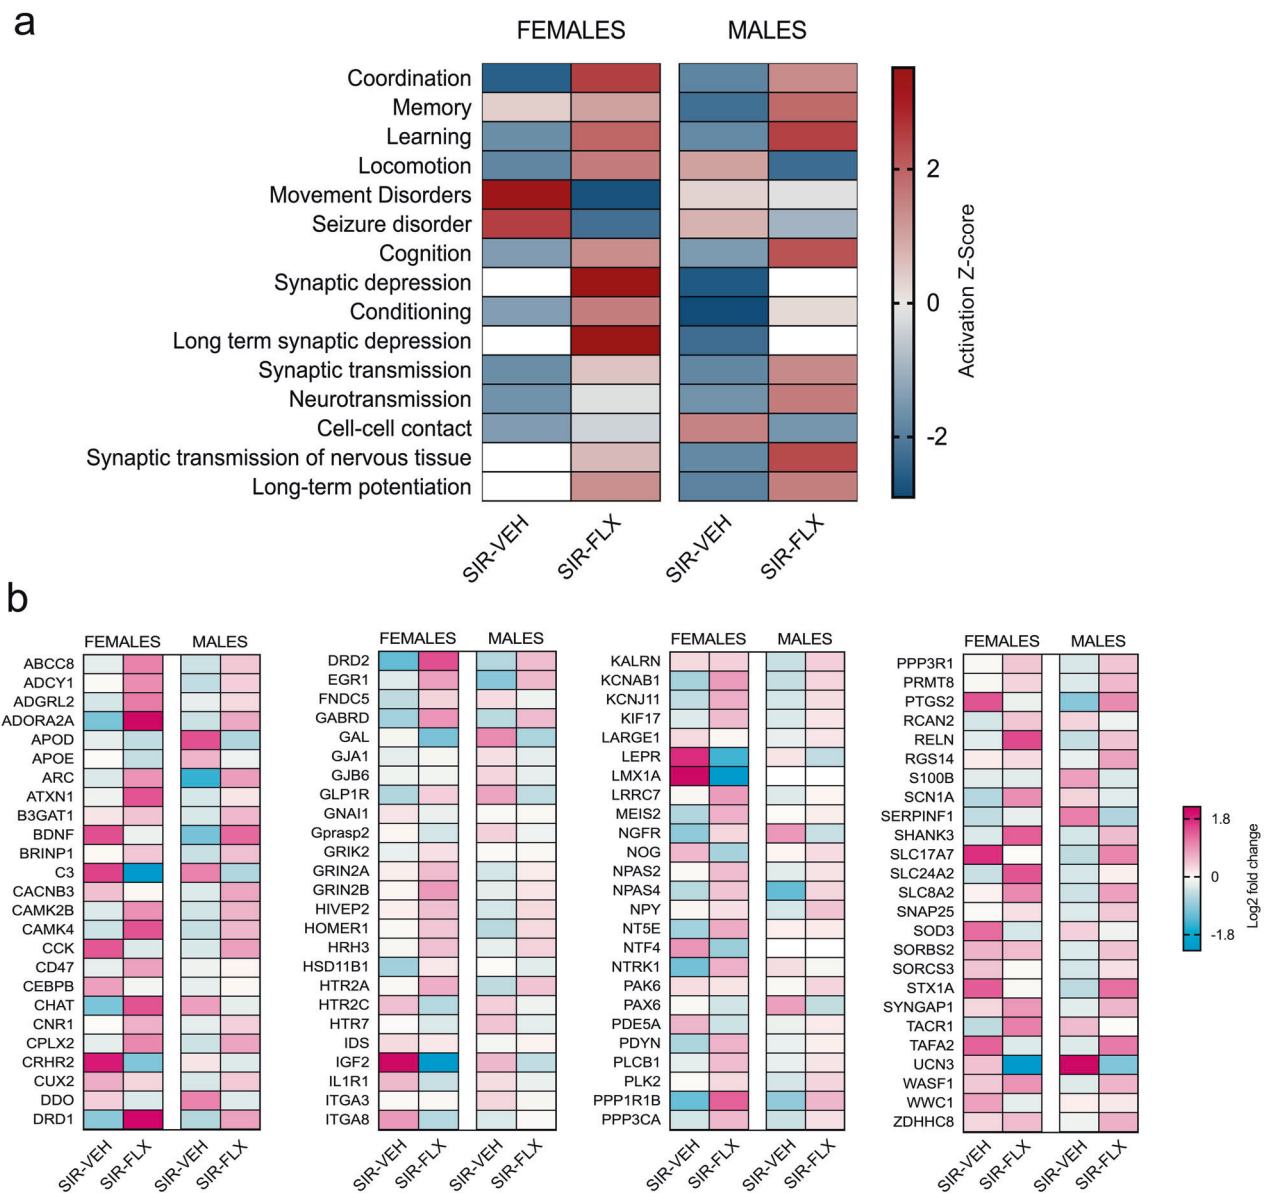 a
FEMALES MALES
Coordination
Memory
Learning
Locomotion
Movement Disorders
Seizure disorder
Cognition
Synaptic depression
Conditioning
Long term synaptic depression
Synaptic transmission
Neurotransmission
Cell-cell contact
Synaptic transmission of nervous tissue
Long-term potentiation
SIR-VEH SIR-FLX SIR-VEH SIR-FLX
2
0
-2
Activation Z-Score
b
FEMALES MALES
ABCC8
ADCY1
ADGRL2
ADORA2A
APOD
APOE
ARC
ATXN1
B3GAT1
BDNF
BRINP1
C3
CACNB3
CAMK2B
CAMK4
CCK
CD47
CEBPB
CHAT
CNR1
CPLX2
CRHR2
CUX2
DDO
DRD1
SIR-VEH SIR-FLX SIR-VEH SIR-FLX
FEMALES MALES
DRD2
EGR1
FNDC5
GABRD
GAL
GJA1
GJB6
GLP1R
GNAI1
Gprasp2
GRIK2
GRIN2A
GRIN2B
HIVEP2
HOMER1
HRH3
HSD11B1
HTR2A
HTR2C
HTR7
IDS
IGF2
IL1R1
ITGA3
ITGA8
SIR-VEH SIR-FLX SIR-VEH SIR-FLX
FEMALES MALES
KALRN
KCNAB1
KCNJ11
KIF17
LARGE1
LEPR
LMX1A
LRRC7
MEIS2
NGFR
NOG
NPAS2
NPAS4
NPY
NT5E
NTF4
NTRK1
PAK6
PAX6
PDE5A
PDYN
PLCB1
PLK2
PPP1R1B
PPP3CA
SIR-VEH SIR-FLX SIR-VEH SIR-FLX
FEMALES MALES
PPP3R1
PRMT8
PTGS2
RCAN2
RELN
RGS14
S100B
SCN1A
SERPINF1
SHANK3
SLC17A7
SLC24A2
SLC8A2
SNAP25
SOD3
SORBS2
SORCS3
STX1A
SYNGAP1
TACR1
TAFA2
UCN3
WASF1
WWC1
ZDHHC8
SIR-VEH SIR-FLX SIR-VEH SIR-FLX
1.8
0
-1.8
Log2 fold change